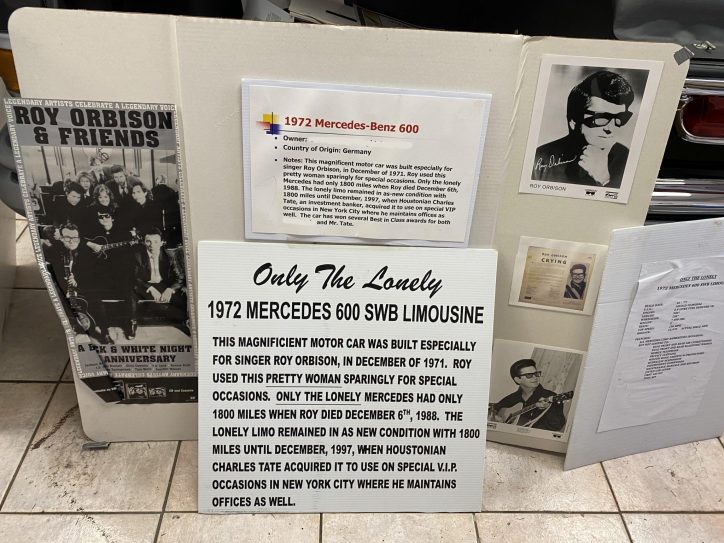 LEGENDARY ARTISTS CELEBRATE A LEGENDARY VOICE
ROY ORBISON
& FRIENDS
& WHITE NIGHT
ANNIVERSARY
1972 Mercedes-Benz 600
• Owner:
• Country of Origin: Germany
• Notes: This magnificent motor car was built especially for
singer Roy Orbison, in December of 1971. Roy used this
pretty woman sparingly for special occasions. Only the lonely
Mercedes had only 1800 miles when Roy died December 6th,
1988. The lonely limo remained in as-new condition with 1800
miles until December, 1997, when Houstonian Charles
Tate, an investment banker, acquired it to use on special VIP
occasions in New York City where he maintains offices as
well. The car has won several Best in Class awards for both
and Mr. Tate.
Only The Lonely
1972 MERCEDES 600 SWB LIMOUSINE
THIS MAGNIFICIENT MOTOR CAR WAS BUILT ESPECIALLY
FOR SINGER ROY ORBISON, IN DECEMBER OF 1971. ROY
USED THIS PRETTY WOMAN SPARINGLY FOR SPECIAL
OCCASIONS. ONLY THE LONELY MERCEDES HAD ONLY
1800 MILES WHEN ROY DIED DECEMBER 6TH, 1988. THE
LONELY LIMO REMAINED IN AS NEW CONDITION WITH 1800
MILES UNTIL DECEMBER, 1997, WHEN HOUSTONIAN
CHARLES TATE ACQUIRED IT TO USE ON SPECIAL V.I.P.
OCCASIONS IN NEW YORK CITY WHERE HE MAINTAINS
OFFICES AS WELL.
Roy Orbison
ROY ORBISON
ROY ORBISON
CRYING
ONLY THE LONELY
1972 MERCEDES 600 SWB LIMOUSINE